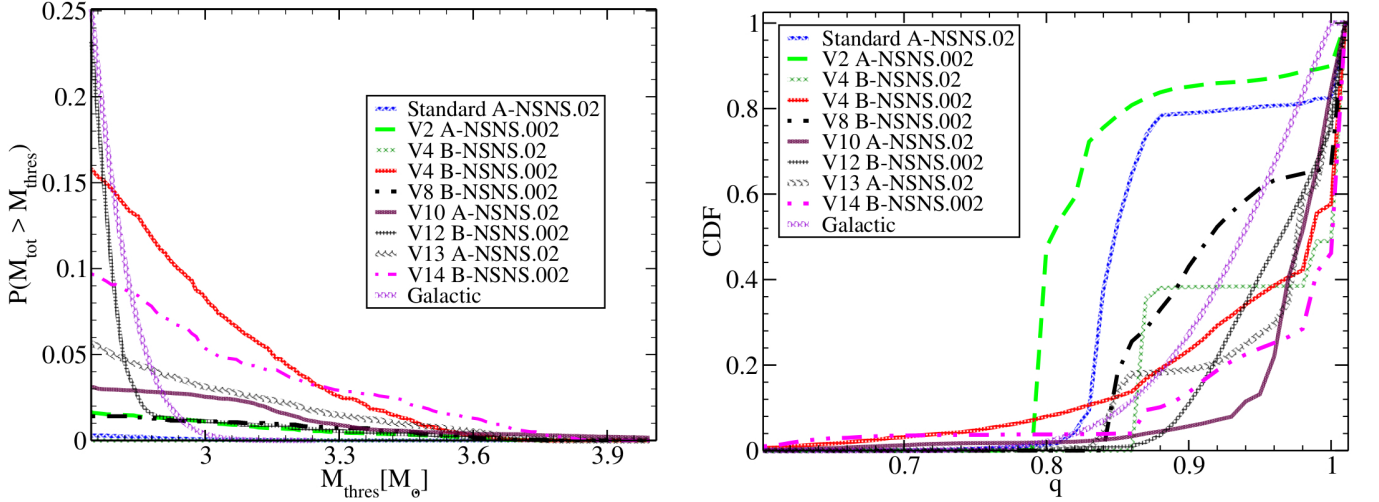 0.25
0.2
0.15
0.1
0.05
0
P(M_tot > M_thres)
3
3.3
3.6
3.9
M_thres[M_⊙]
Standard A-NSNS.02
V2 A-NSNS.002
V4 B-NSNS.02
V4 B-NSNS.002
V8 B-NSNS.002
V10 A-NSNS.02
V12 B-NSNS.002
V13 A-NSNS.02
V14 B-NSNS.002
Galactic
1
0.8
0.6
0.4
0.2
0
CDF
0.7
0.8
0.9
1
q
Standard A-NSNS.02
V2 A-NSNS.002
V4 B-NSNS.02
V4 B-NSNS.002
V8 B-NSNS.002
V10 A-NSNS.02
V12 B-NSNS.002
V13 A-NSNS.02
V14 B-NSNS.002
Galactic